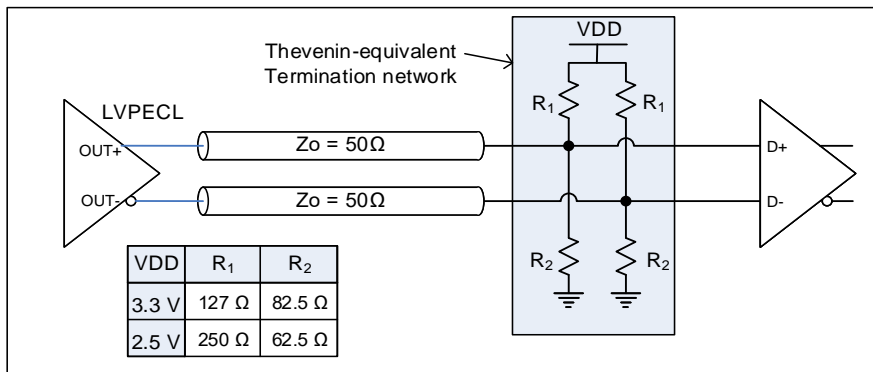 VDD
Thevenin-equivalent
Termination network
R₁ R₁
LVPECL
OUT+
Zo = 50Ω
D+
OUT-
Zo = 50Ω
D-
R₂ R₂
VDD R₁ R₂
3.3 V 127 Ω 82.5 Ω
2.5 V 250 Ω 62.5 Ω